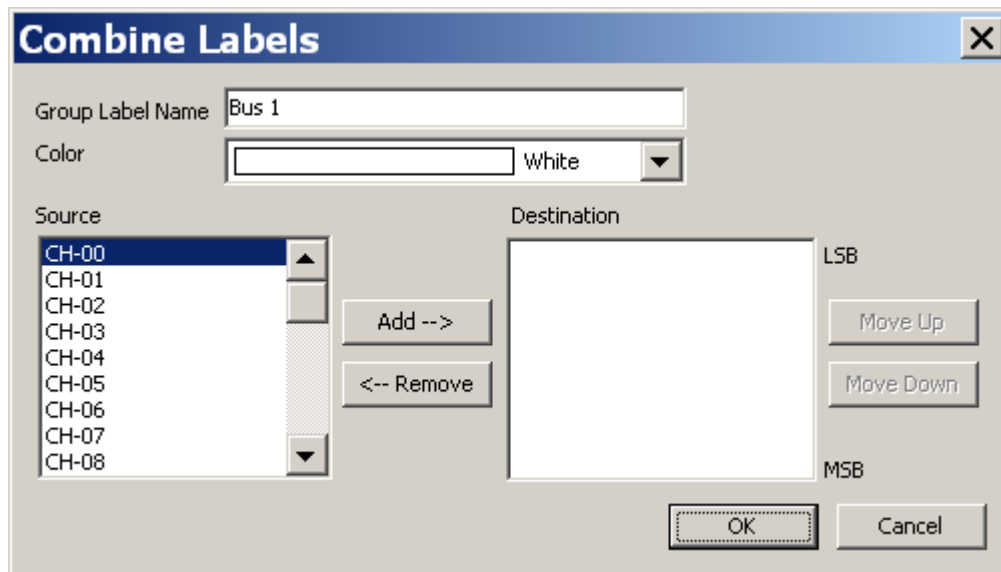 Combine Labels
Group Label Name Bus 1
Color White
Source
Destination
CH-00
CH-01
CH-02
CH-03
CH-04
CH-05
CH-06
CH-07
CH-08
Add -->
<-- Remove
LSB
Move Up
Move Down
MSB
OK
Cancel